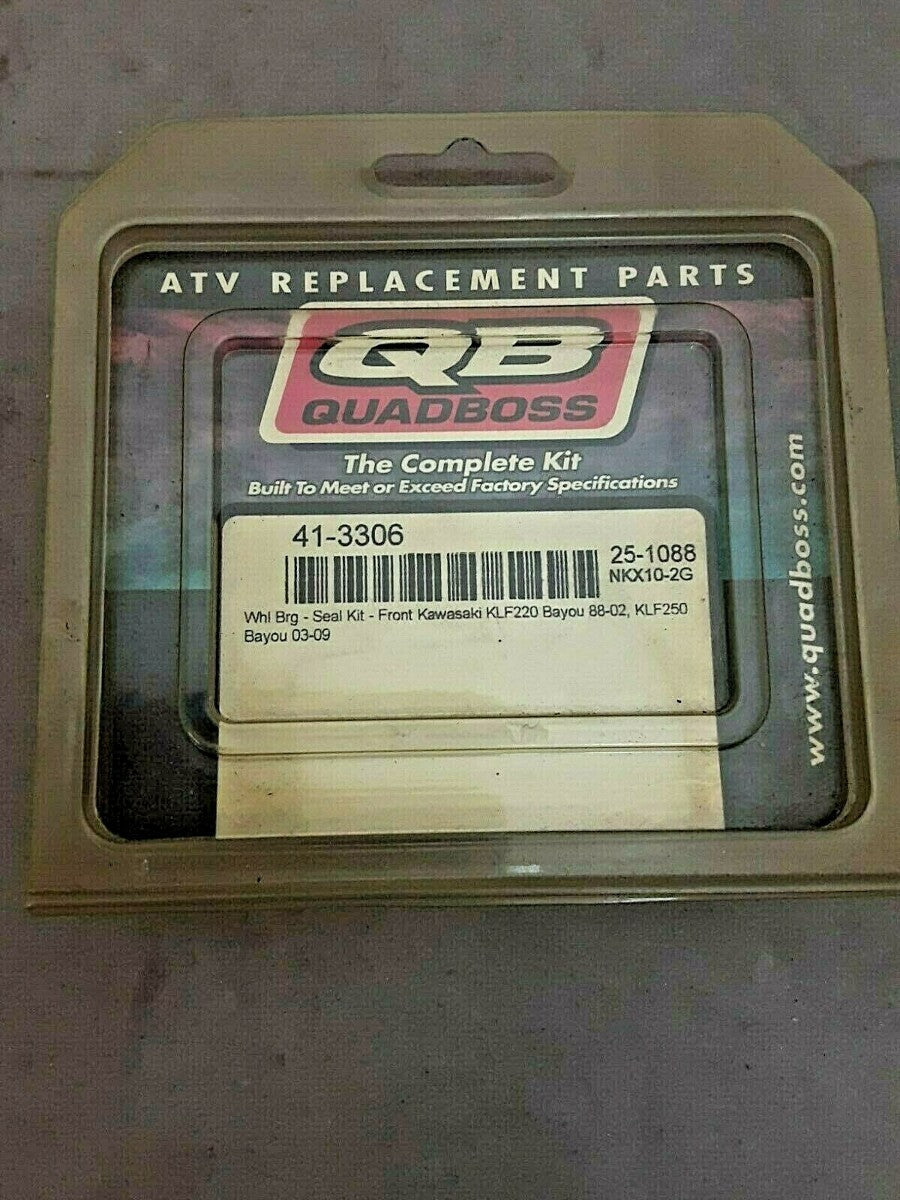 ATV REPLACEMENT PARTS
QB
QUADBOSS
The Complete Kit
Built To Meet or Exceed Factory Specifications
41-3306
25-1088
NKX10-2G
Whl Brg - Seal Kit - Front Kawasaki KLF220 Bayou 88-02, KLF250
Bayou 03-09
www.quadboss.com